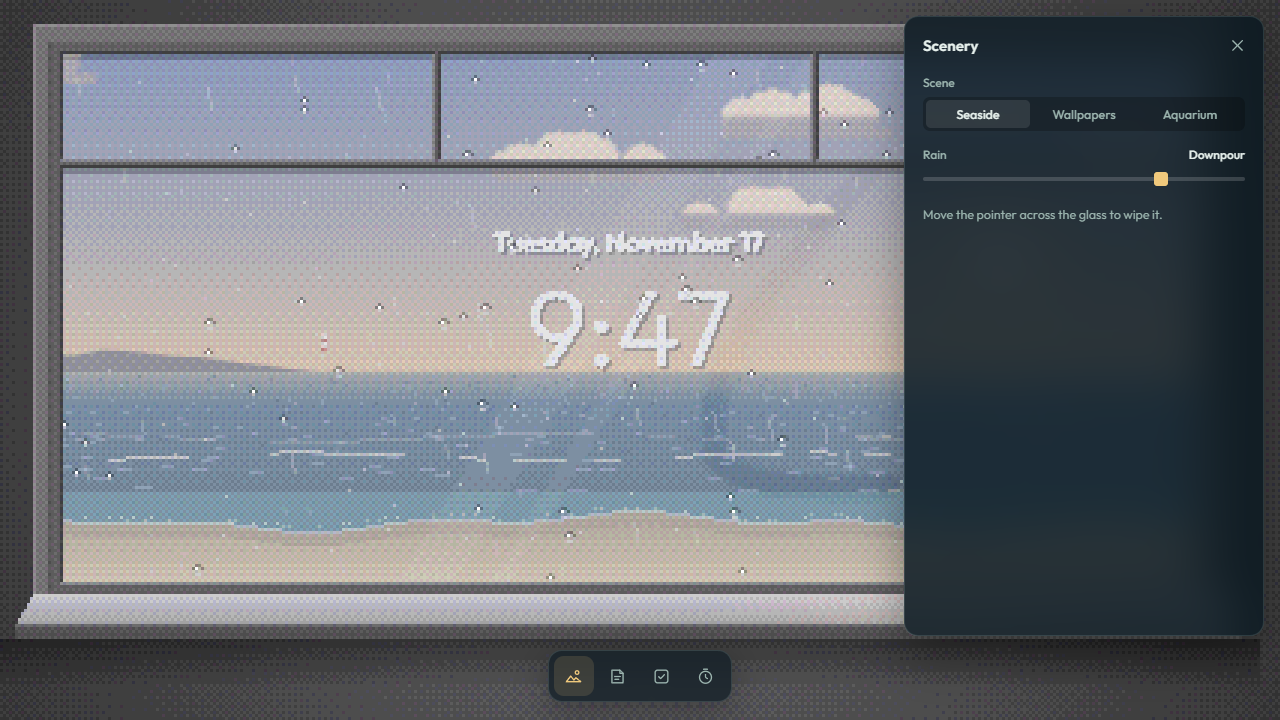 Scenery
Scene
Seaside
Wallpapers
Aquarium
Rain
Downpour
Move the pointer across the glass to wipe it.
Tuesday, November 17
9:47